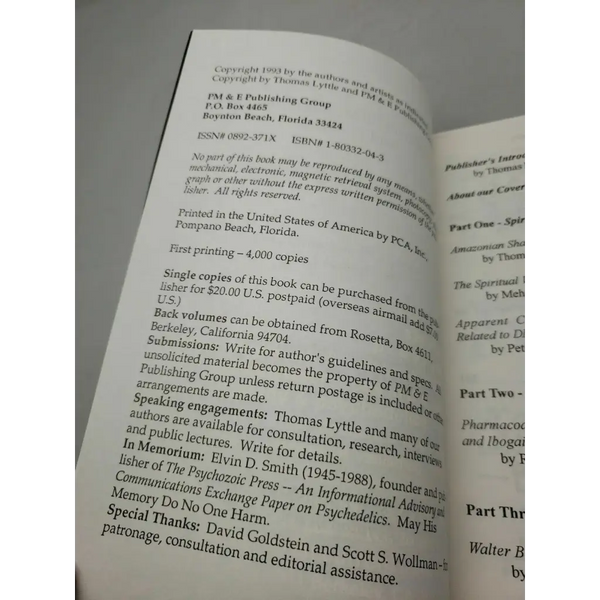 Copyright 1993 by the authors and artists as
Copyright by Thomas Lyttle and PM & E Publishing
PM & E Publishing Group
P.O. Box 4465
Boynton Beach, Florida 33424
ISSN# 0892-371X ISBN# 1-80332-04-3
No part of this book may be reproduced by any means,
mechanical, electronic, magnetic retrieval system,
graph or other without the express written permission of the
lisher. All rights reserved.
Printed in the United States of America by PCA, Inc.,
Pompano Beach, Florida.
First printing – 4,000 copies
Single copies of this book can be purchased from the
lisher for $20.00 U.S. postpaid (overseas airmail add
U.S.)
Back volumes can be obtained from Rosetta, Box 4611,
Berkeley, California 94704.
Submissions: Write for author's guidelines and specs.
unsolicited material becomes the property of PM & E
Publishing Group unless return postage is included or
arrangements are made.
Speaking engagements: Thomas Lyttle and many of our
authors are available for consultation, research, interviews
and public lectures. Write for details.
In Memorium: Elvin D. Smith (1945-1988), founder and
lisher of The Psychozoic Press -- An Informational Advisory and
Communications Exchange Paper on Psychedelics. May His
Memory Do No One Harm.
Special Thanks: David Goldstein and Scott S. Wollman –
patronage, consultation and editorial assistance.
Publisher's
by Thomas
About our Cover
Part One -
Amazonian
by
The Spiritual
by
Apparent
Related to
by
Part Two -
and
by
Part
Walter
by